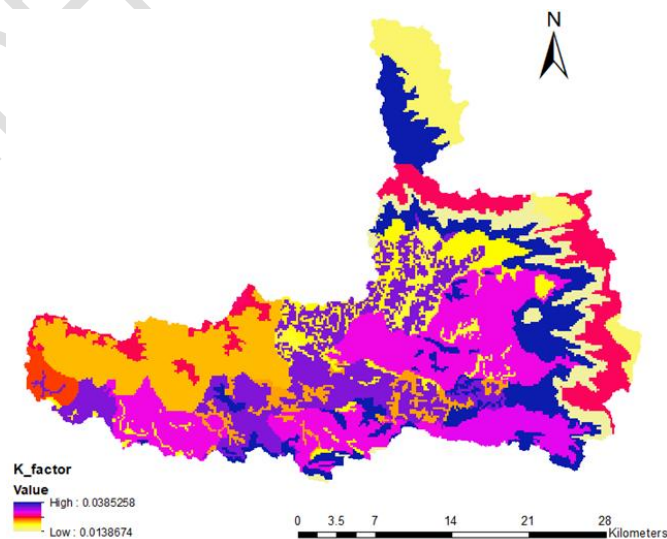 N
K_factor
Value
High : 0.0385258
Low : 0.0138674
0 3.5 7 14 21 28
Kilometers